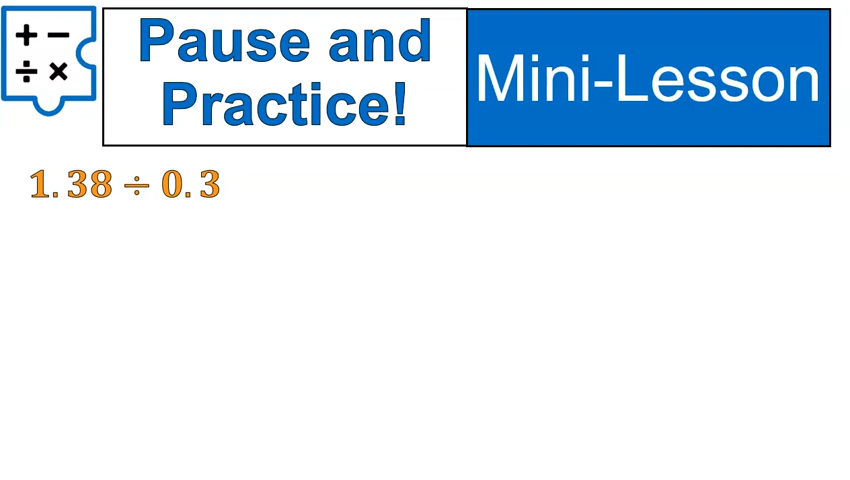 + −
÷ ×
Pause and
Practice!
Mini-Lesson
1.38 ÷ 0.3